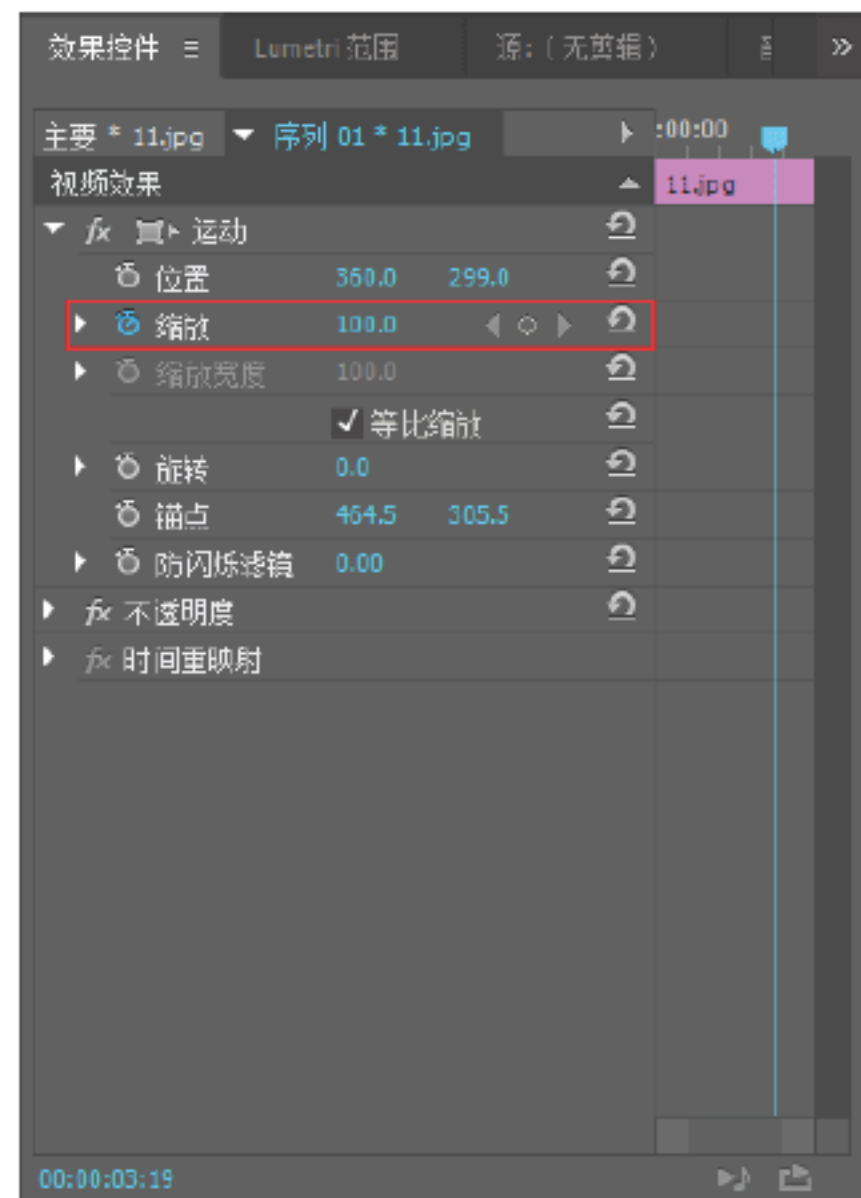 效果控件 Lumetri 范围 源:(无剪辑)
主要 * 11.jpg 序列 01 * 11.jpg :00:00
视频效果 11.jpg
fx 运动
位置 360.0 299.0
缩放 100.0
缩放宽度 100.0
等比缩放
旋转 0.0
锚点 464.5 305.5
防闪烁滤镜 0.00
fx 不透明度
fx 时间重映射
00:00:03:19